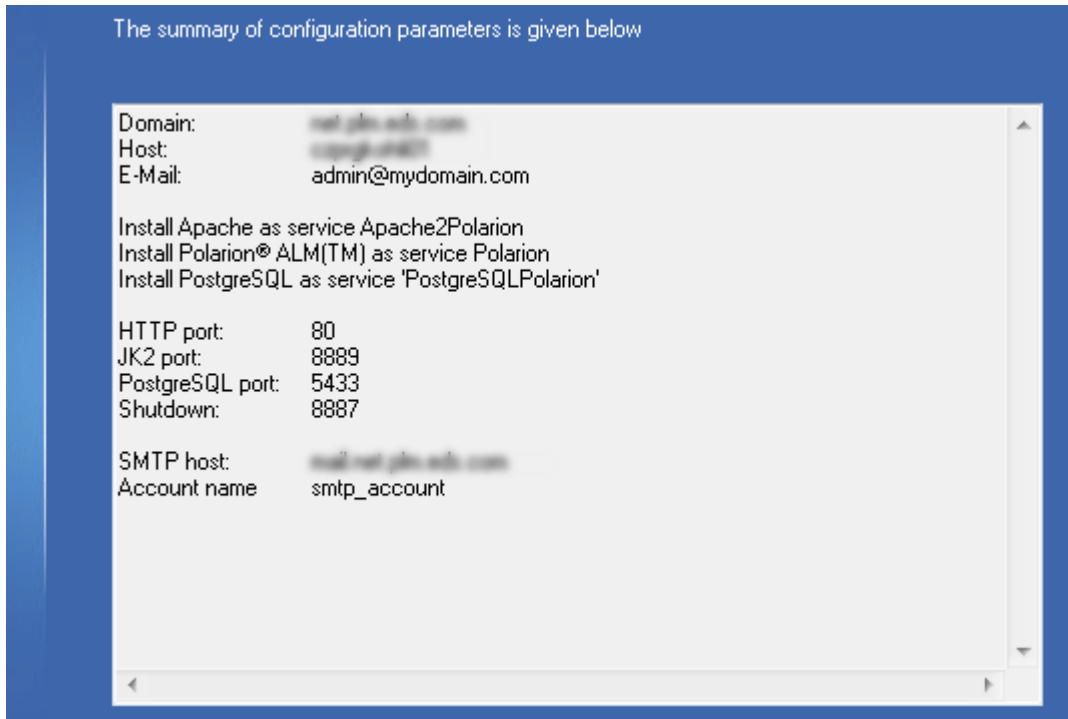 The summary of configuration parameters is given below
Domain:
Host:
E-Mail: admin@mydomain.com
Install Apache as service Apache2Polarion
Install Polarion® ALM(TM) as service Polarion
Install PostgreSQL as service 'PostgreSQLPolarion'
HTTP port: 80
JK2 port: 8889
PostgreSQL port: 5433
Shutdown: 8887
SMTP host:
Account name smtp_account